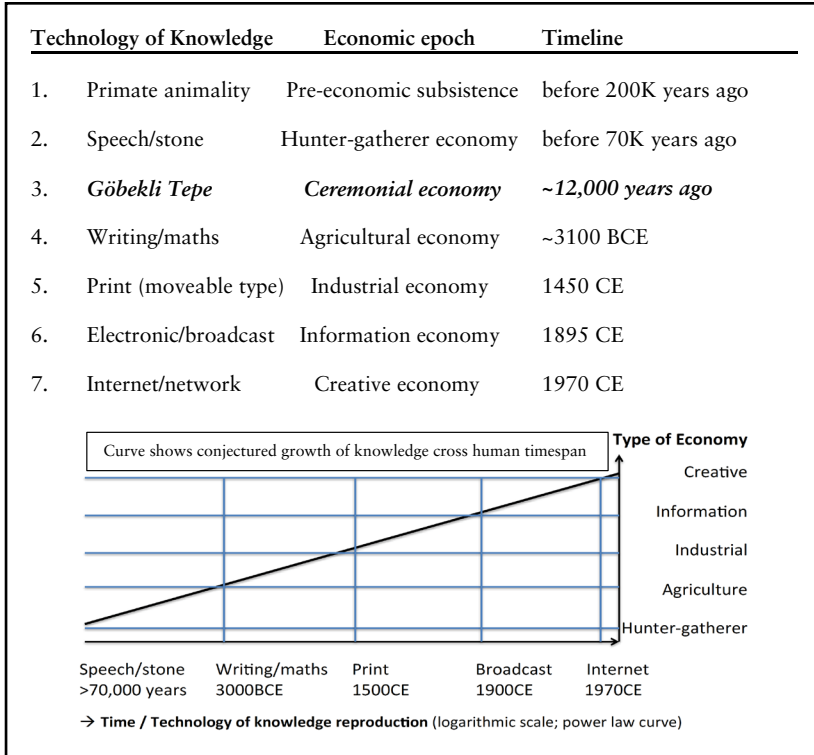 Technology of Knowledge Economic epoch Timeline
1. Primate animality Pre-economic subsistence before 200K years ago
2. Speech/stone Hunter-gatherer economy before 70K years ago
3. Göbekli Tepe Ceremonial economy ~12,000 years ago
4. Writing/maths Agricultural economy ~3100 BCE
5. Print (moveable type) Industrial economy 1450 CE
6. Electronic/broadcast Information economy 1895 CE
7. Internet/network Creative economy 1970 CE
Curve shows conjectured growth of knowledge cross human timespan
Type of Economy
Creative
Information
Industrial
Agriculture
Hunter-gatherer
Speech/stone Writing/maths Print Broadcast Internet
>70,000 years 3000BCE 1500CE 1900CE 1970CE
→ Time / Technology of knowledge reproduction (logarithmic scale; power law curve)